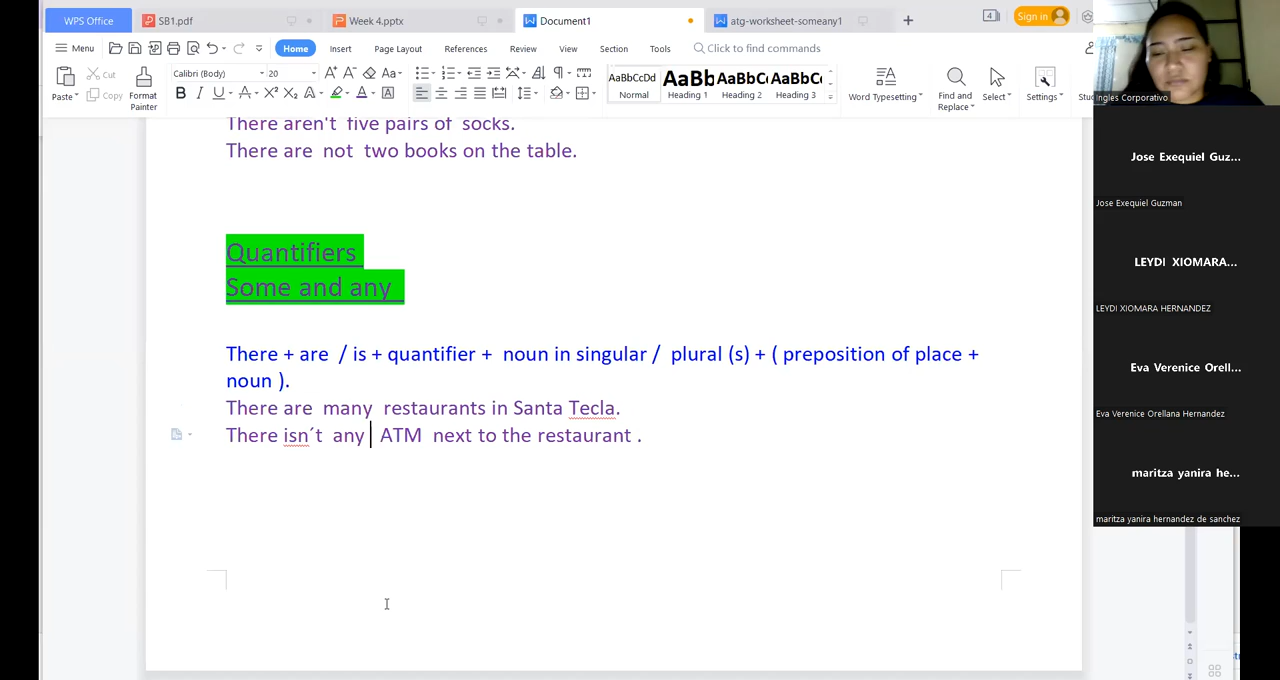 WPS Office
SB1.pdf
Week 4.pptx
Document1
atg-worksheet-someany1
+
4
Sign in
Menu
Home
Insert
Page Layout
References
Review
View
Section
Tools
Click to find commands
Paste
Cut
Copy
Format
Painter
Calibri (Body)
20
AaBbCcDd
Normal
AaBb
Heading 1
AaBbC
Heading 2
AaBbC
Heading 3
Word Typesetting
Find and
Replace
Select
Settings
Ingles Corporativo
There aren't five pairs of socks.
There are not two books on the table.
Quantifiers
Some and any
There + are / is + quantifier + noun in singular / plural (s) + ( preposition of place +
noun ).
There are many restaurants in Santa Tecla.
There isn´t any ATM next to the restaurant .
Jose Exequiel Guz...
Jose Exequiel Guzman
LEYDI XIOMARA...
LEYDI XIOMARA HERNANDEZ
Eva Verenice Orell...
Eva Verenice Orellana Hernandez
maritza yanira he...
maritza yanira hernandez de sanchez